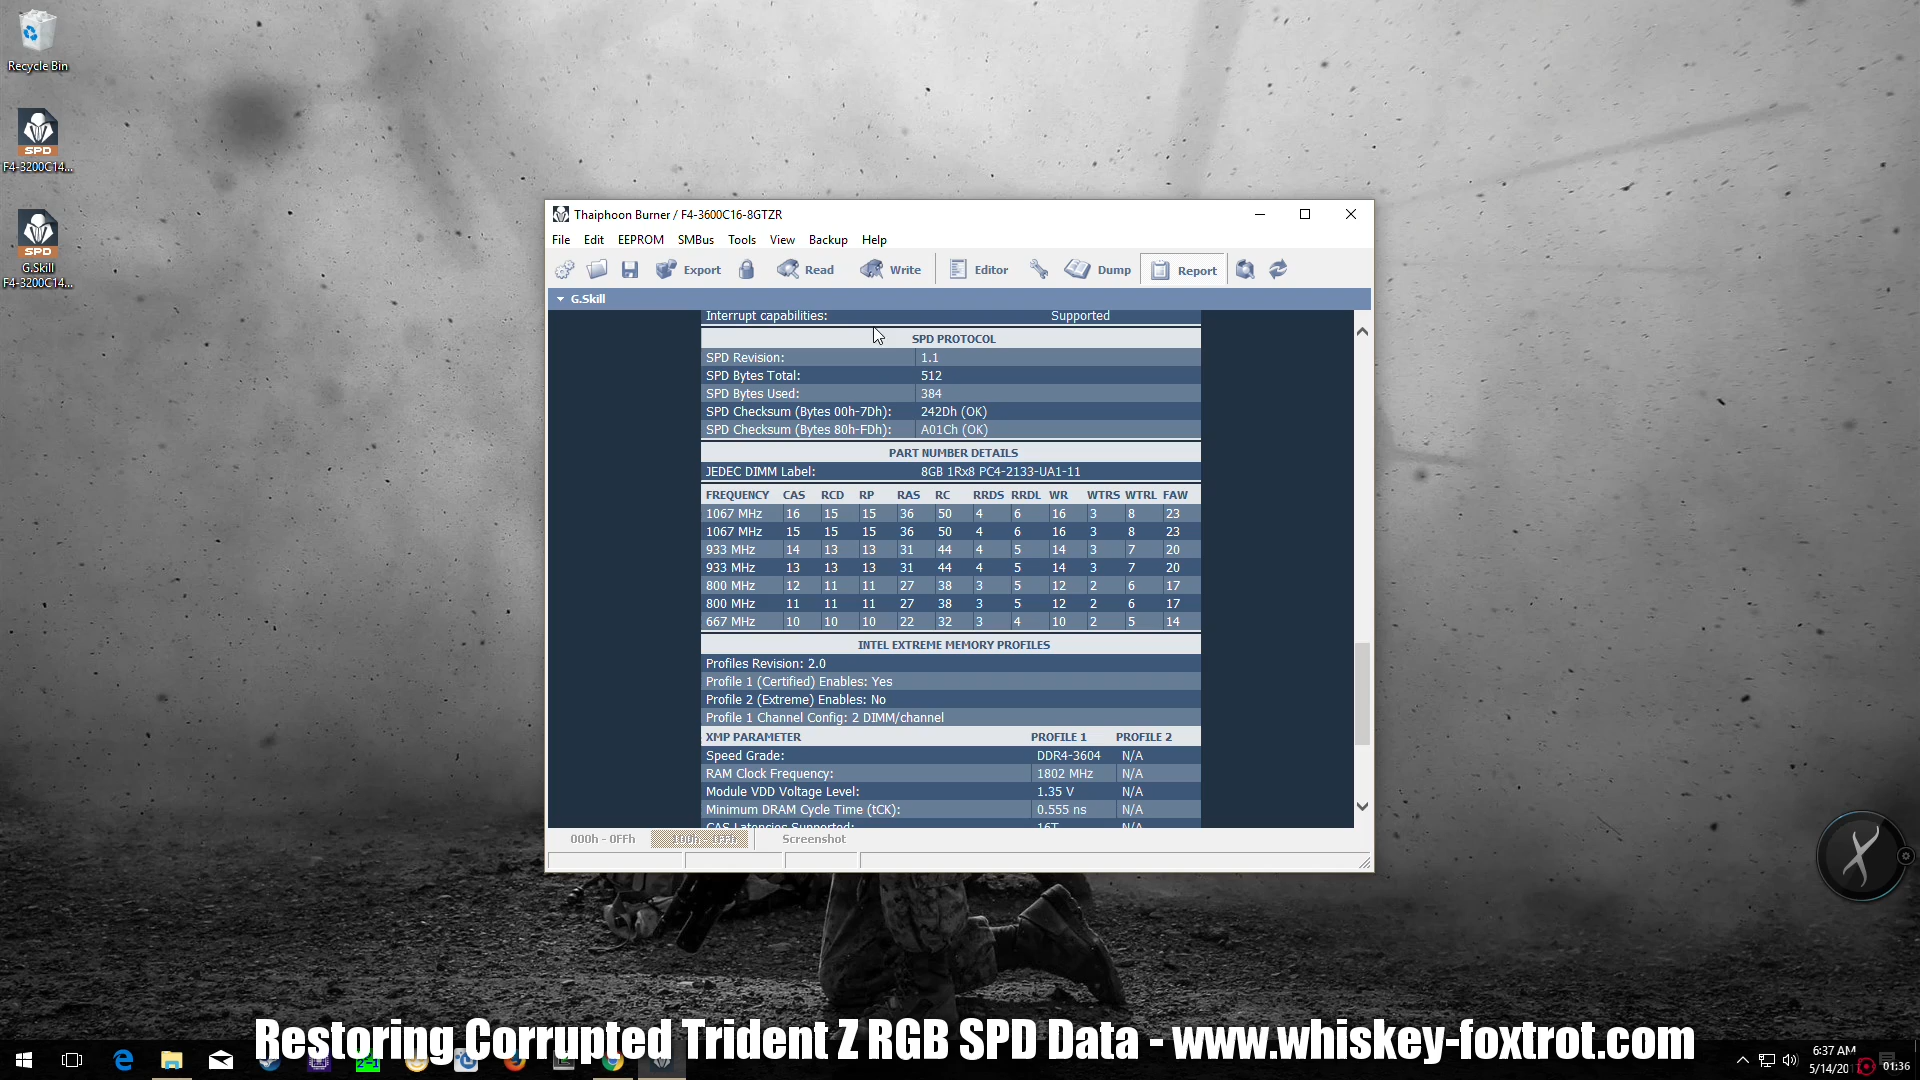 Recycle Bin
F4-3200C14...
G.Skill
F4-3200C14...
Thaiphoon Burner / F4-3600C16-8GTZR
File Edit EEPROM SMBus Tools View Backup Help
Export Read Write Editor Dump Report
G.Skill
Interrupt capabilities: Supported
SPD PROTOCOL
SPD Revision: 1.1
SPD Bytes Total: 512
SPD Bytes Used: 384
SPD Checksum (Bytes 00h-7Dh): 242Dh (OK)
SPD Checksum (Bytes 80h-FDh): A01Ch (OK)
PART NUMBER DETAILS
JEDEC DIMM Label: 8GB 1Rx8 PC4-2133-UA1-11
FREQUENCY CAS RCD RP RAS RC RRDS RRDL WR WTRS WTRL FAW
1067 MHz 16 15 15 36 50 4 6 16 3 8 23
1067 MHz 15 15 15 36 50 4 6 16 3 8 23
933 MHz 14 13 13 31 44 4 5 14 3 7 20
933 MHz 13 13 13 31 44 4 5 14 3 7 20
800 MHz 12 11 11 27 38 3 5 12 2 6 17
800 MHz 11 11 11 27 38 3 5 12 2 6 17
667 MHz 10 10 10 22 32 3 4 10 2 5 14
INTEL EXTREME MEMORY PROFILES
Profiles Revision: 2.0
Profile 1 (Certified) Enables: Yes
Profile 2 (Extreme) Enables: No
Profile 1 Channel Config: 2 DIMM/channel
XMP PARAMETER PROFILE 1 PROFILE 2
Speed Grade: DDR4-3604 N/A
RAM Clock Frequency: 1802 MHz N/A
Module VDD Voltage Level: 1.35 V N/A
Minimum DRAM Cycle Time (tCK): 0.555 ns N/A
CAS Latencies Supported: 16T N/A
000h - 0FFh 100h - 1FFh Screenshot
Restoring Corrupted Trident Z RGB SPD Data - www.whiskey-foxtrot.com
6:37 AM
01:36